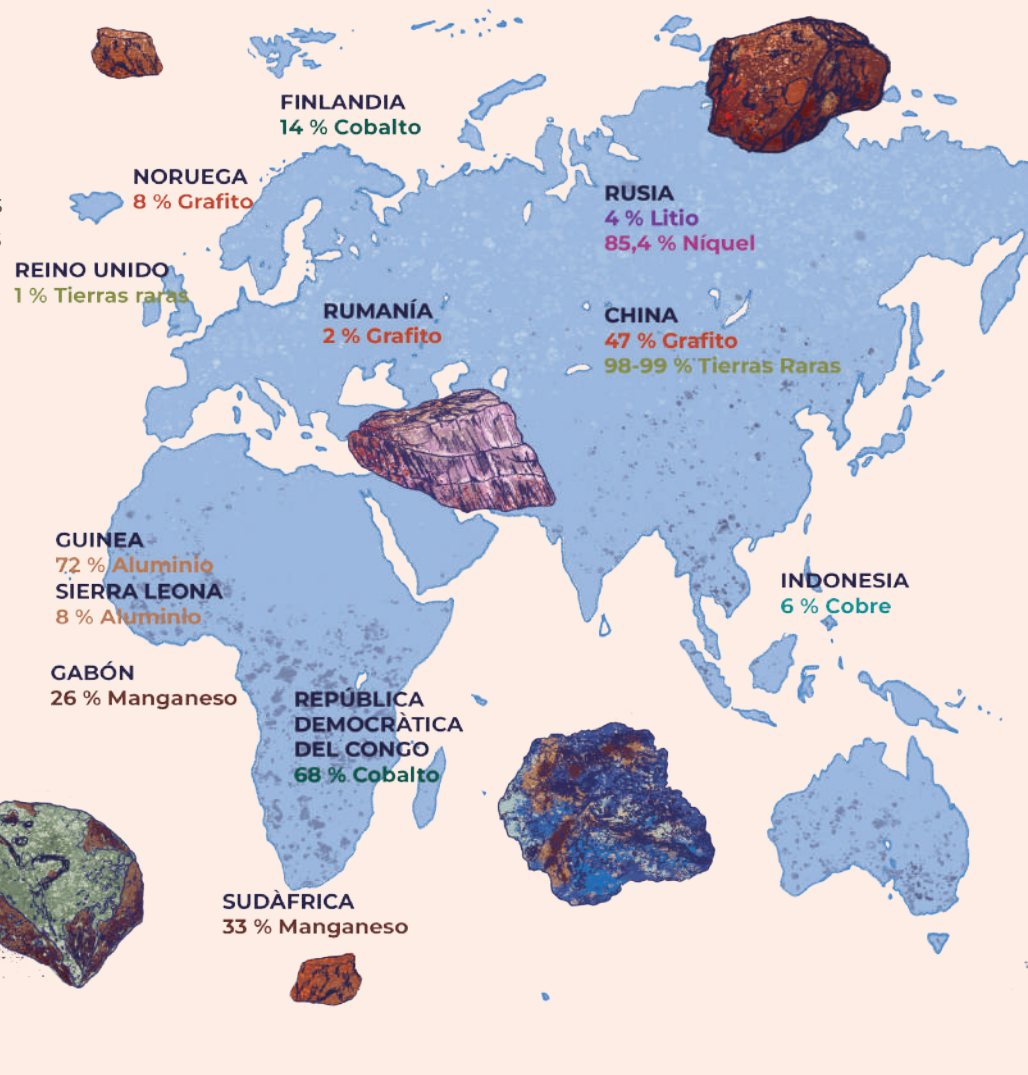 FINLANDIA
14 % Cobalto
NORUEGA
8 % Grafito
RUSIA
4 % Litio
85,4 % Níquel
REINO UNIDO
1 % Tierras raras
RUMANÍA
2 % Grafito
CHINA
47 % Grafito
98-99 % Tierras Raras
GUINEA
72 % Aluminio
SIERRA LEONA
8 % Aluminio
INDONESIA
6 % Cobre
GABÓN
26 % Manganeso
REPÚBLICA
DEMOCRÀTICA
DEL CONGO
68 % Cobalto
SUDÀFRICA
33 % Manganeso